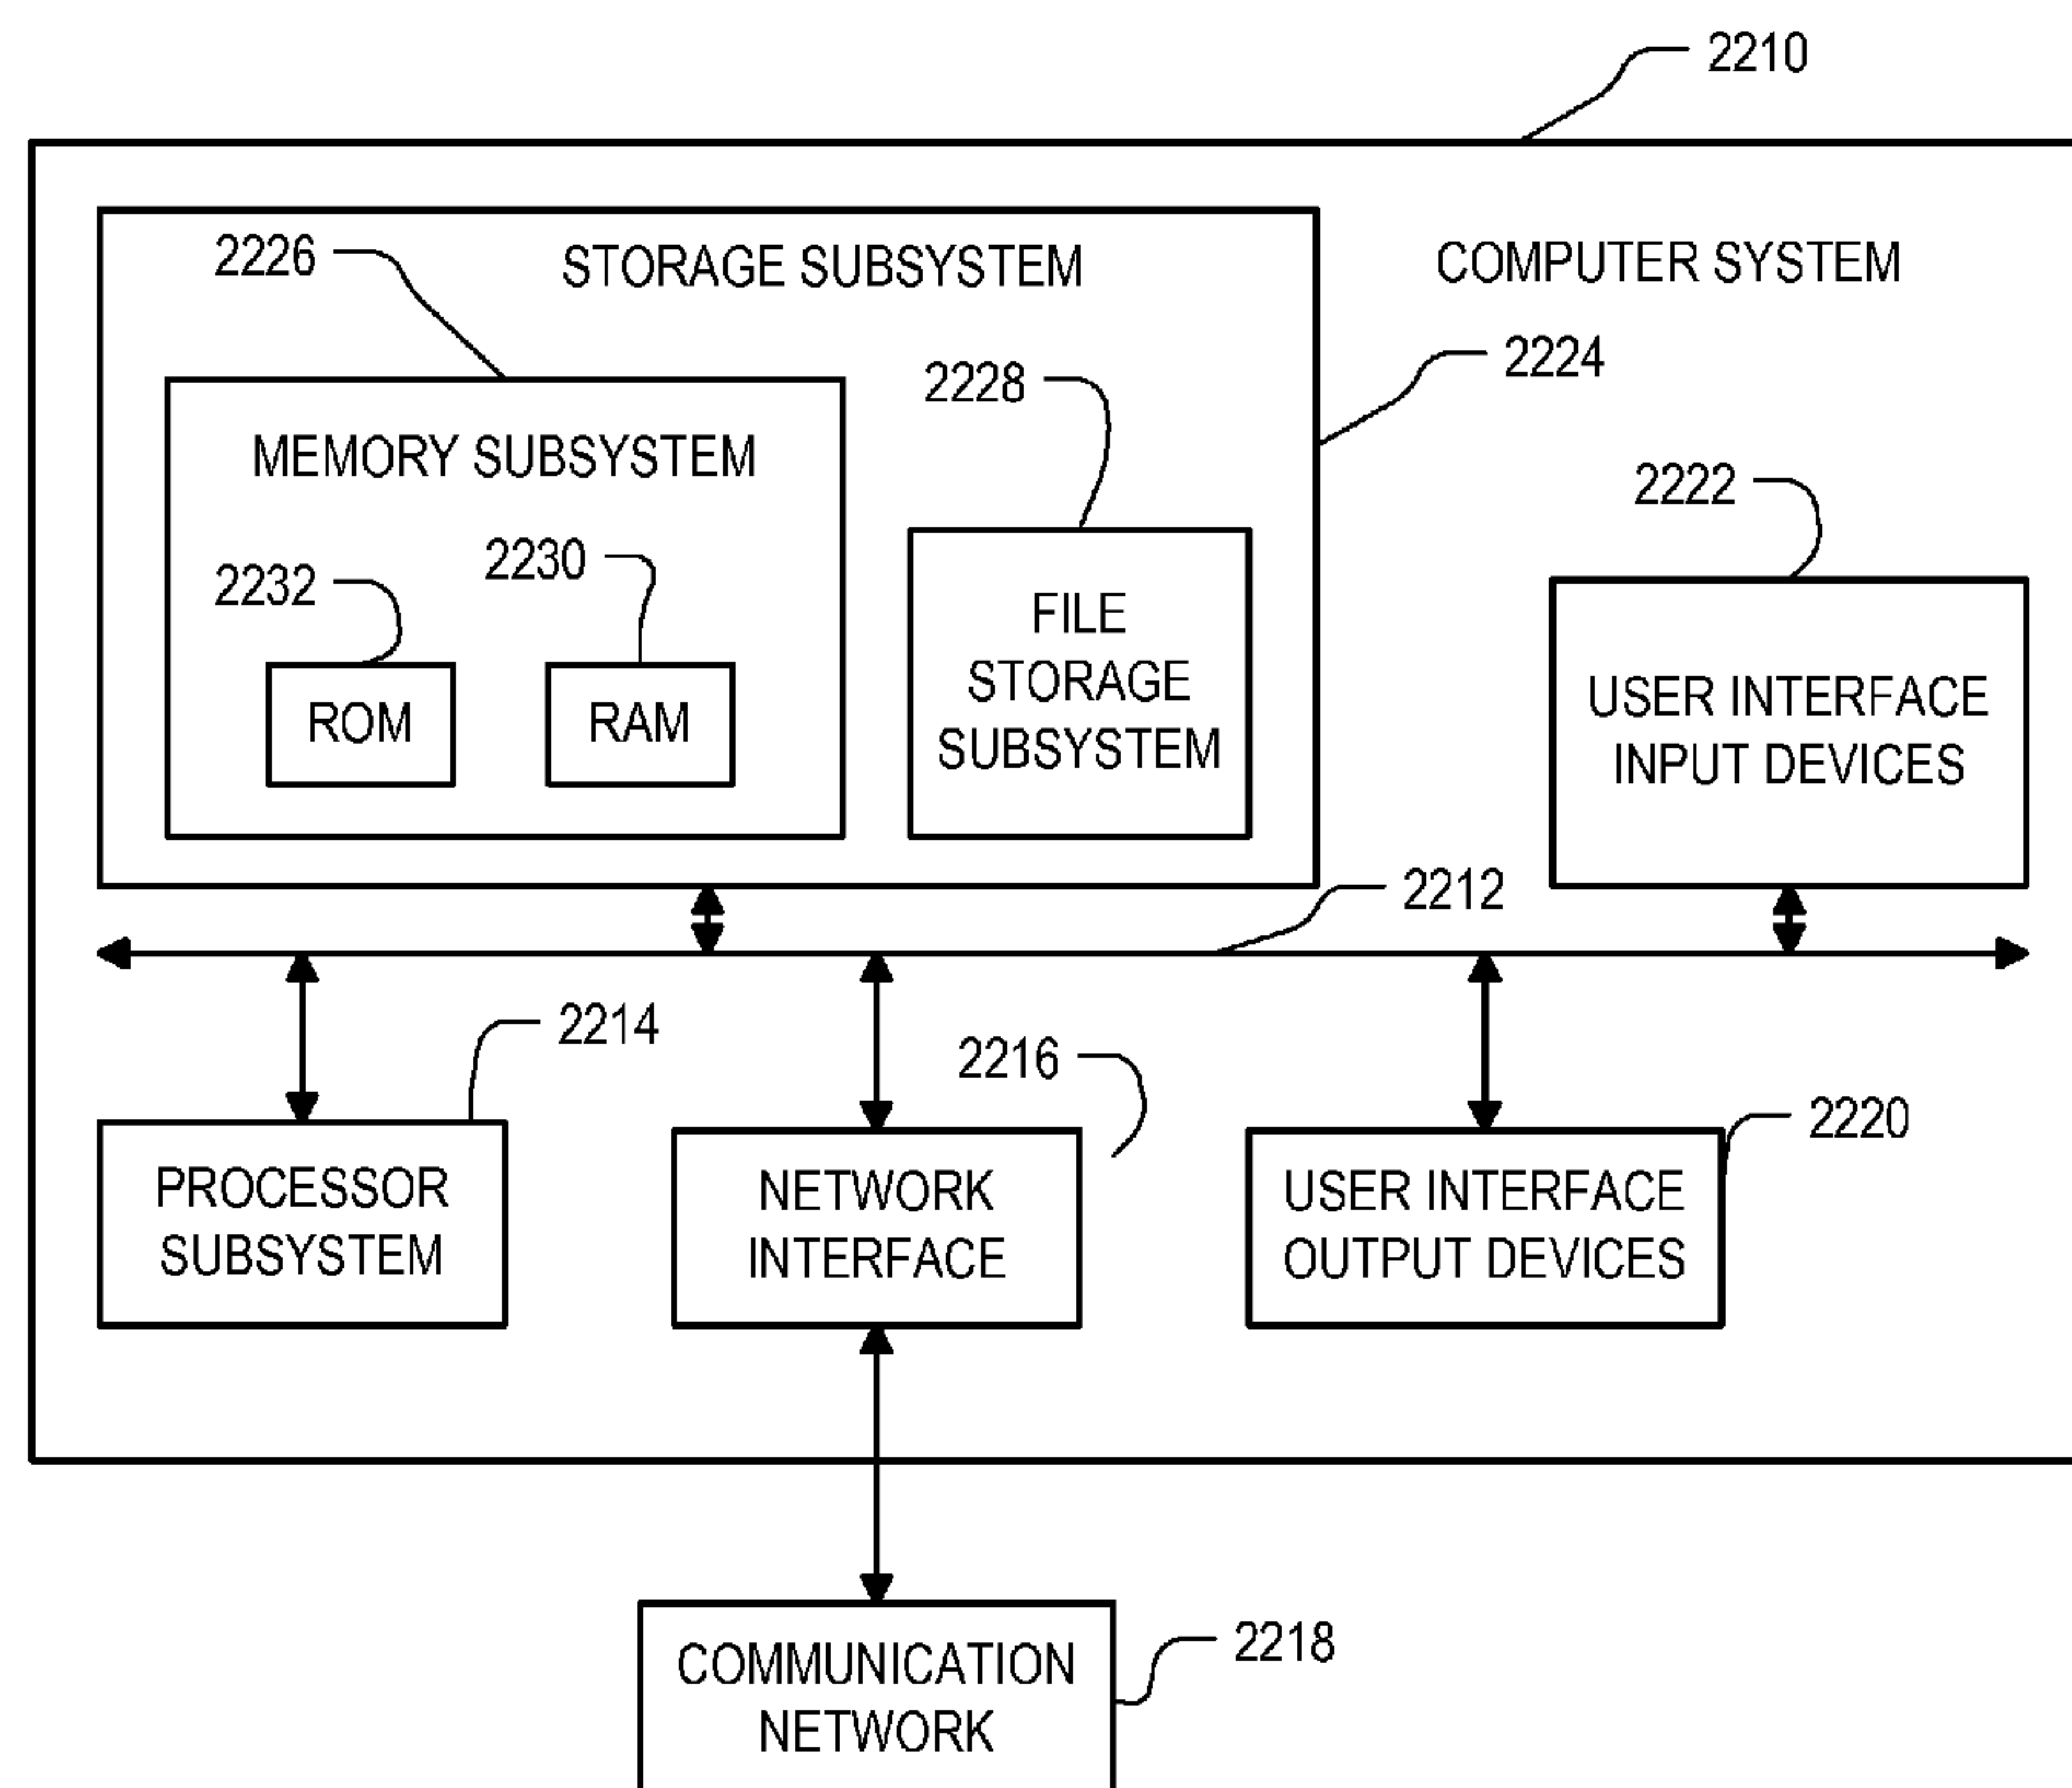 2210
2226
STORAGE SUBSYSTEM
COMPUTER SYSTEM
2224
2228
MEMORY SUBSYSTEM
2222
2232
2230
FILE
STORAGE
SUBSYSTEM
ROM
RAM
USER INTERFACE
INPUT DEVICES
2212
2214
2216
2220
PROCESSOR
SUBSYSTEM
NETWORK
INTERFACE
USER INTERFACE
OUTPUT DEVICES
2218
COMMUNICATION
NETWORK